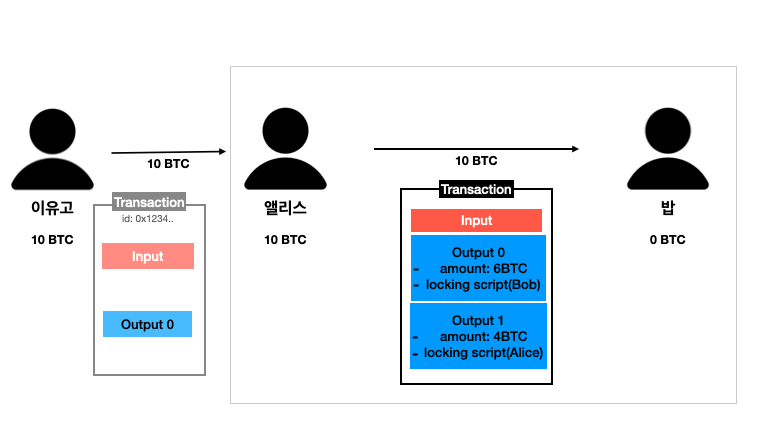 10 BTC
이유고
10 BTC
Transaction
id: 0x1234..
Input
Output 0
앨리스
10 BTC
10 BTC
Transaction
Input
Output 0
- amount: 6BTC
- locking script(Bob)
Output 1
- amount: 4BTC
- locking script(Alice)
밥
0 BTC